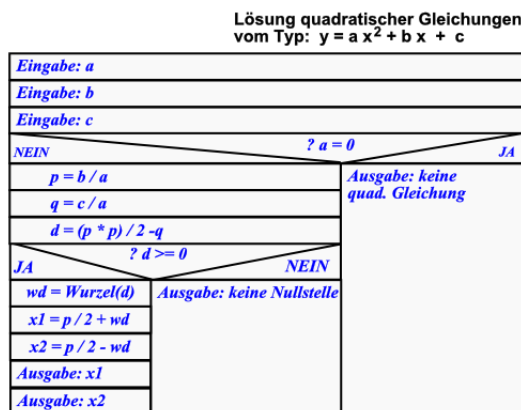 Lösung quadratischer Gleichungen
vom Typ: y = a x² + b x + c
Eingabe: a
Eingabe: b
Eingabe: c
? a = 0
NEIN
JA
p = b / a
Ausgabe: keine
quad. Gleichung
q = c / a
d = (p * p) / 2 -q
? d >= 0
JA
NEIN
wd = Wurzel(d)
Ausgabe: keine Nullstelle
x1 = p / 2 + wd
x2 = p / 2 - wd
Ausgabe: x1
Ausgabe: x2